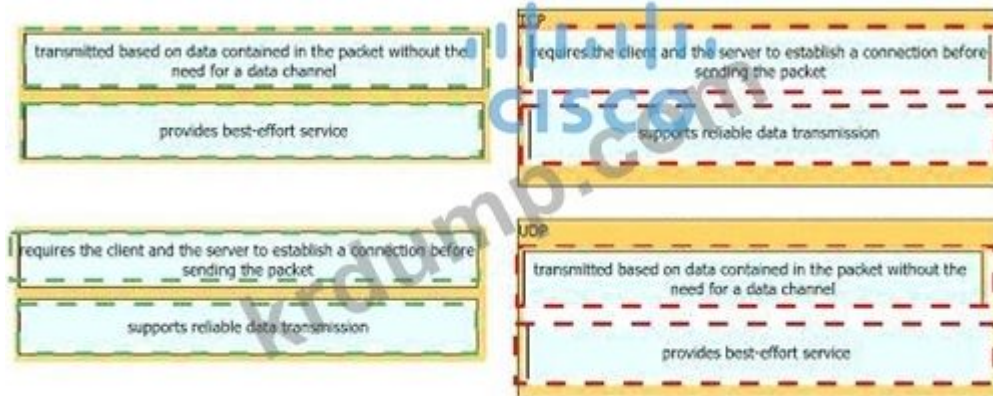 transmitted based on data contained in the packet without the
need for a data channel
provides best-effort service
requires the client and the server to establish a connection before
sending the packet
supports reliable data transmission
TCP
requires the client and the server to establish a connection before
sending the packet
supports reliable data transmission
UDP
transmitted based on data contained in the packet without the
need for a data channel
provides best-effort service
CISCO
krdump.com